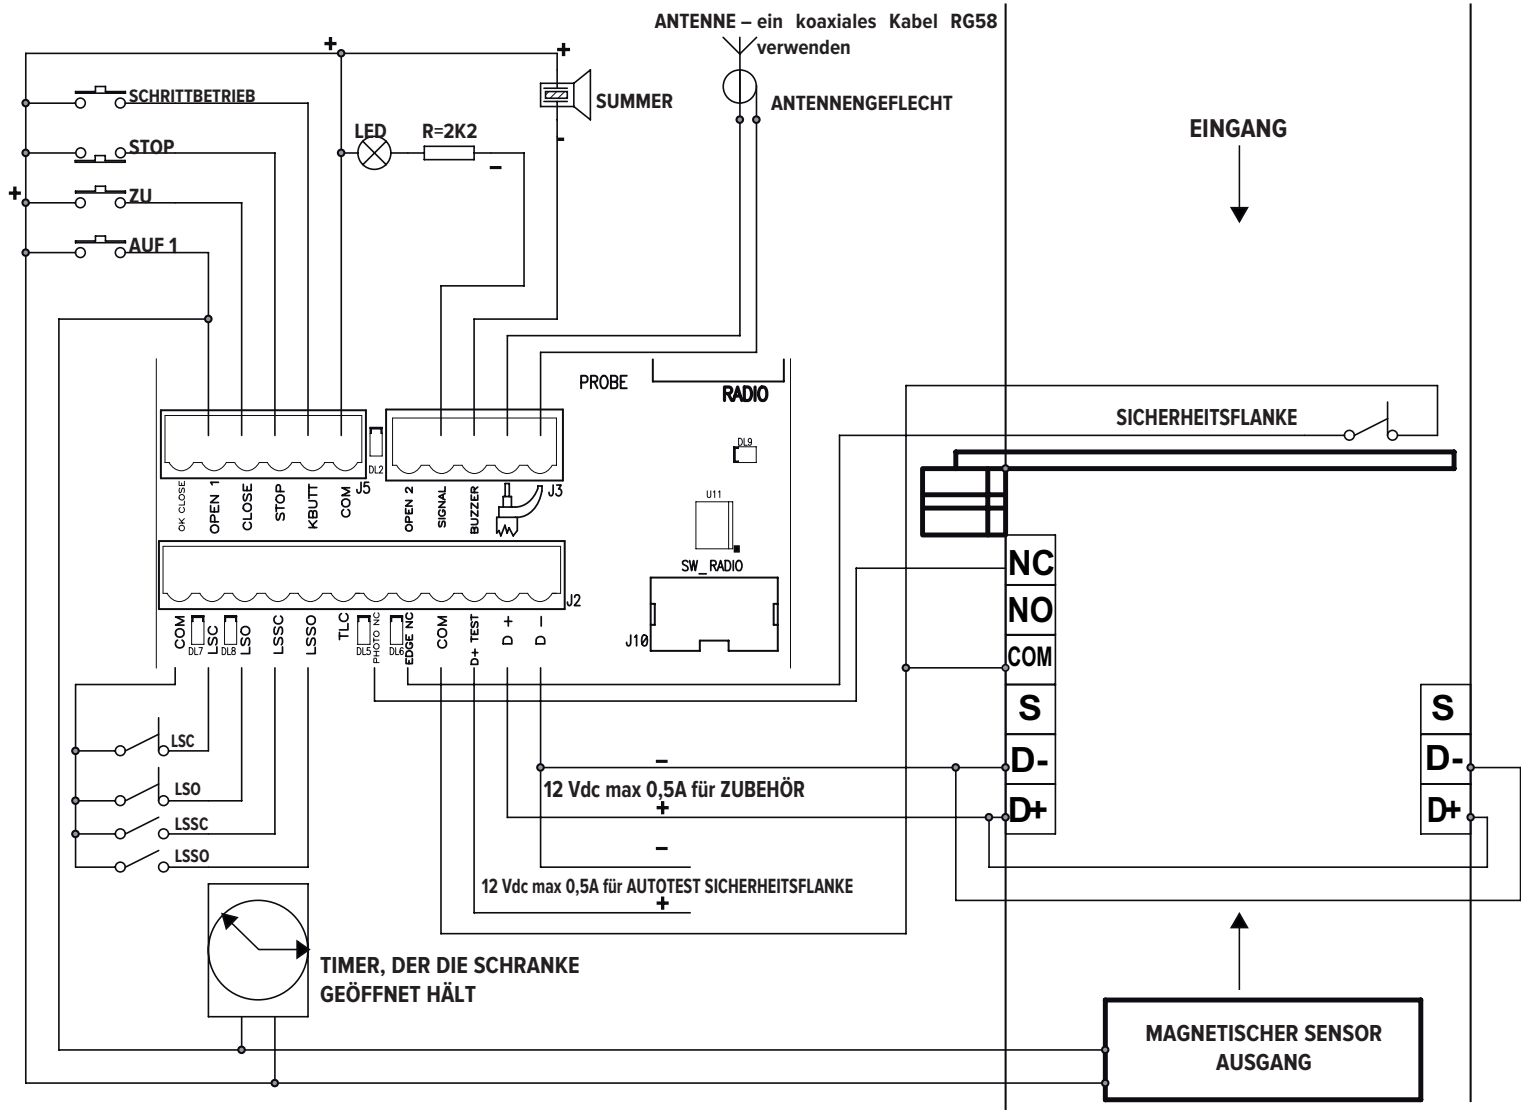 ANTENNE – ein koaxiales Kabel RG58
verwenden
+
+
SCHRITTBETRIEB
SUMMER
ANTENNENGEFLECHT
LED
R=2K2
-
EINGANG
STOP
–
+
ZU
AUF 1
PROBE
RADIO
SICHERHEITSFLANKE
DL9
DL2
J5
J3
OK CLOSE
OPEN 1
CLOSE
STOP
KBUTT
COM
OPEN 2
SIGNAL
BUZZER
U11
SW_RADIO
NC
NO
COM
S
D-
D+
J2
J10
COM
DL7
LSC
DL8
LSO
LSSC
LSSO
TLC
DL5
PHOTO NC
DL6
EDGE NC
COM
D+ TEST
D +
D -
S
D-
D+
LSC
LSO
LSSC
LSSO
–
12 Vdc max 0,5A für ZUBEHÖR
+
–
12 Vdc max 0,5A für AUTOTEST SICHERHEITSFLANKE
+
TIMER, DER DIE SCHRANKE
GEÖFFNET HÄLT
MAGNETISCHER SENSOR
AUSGANG